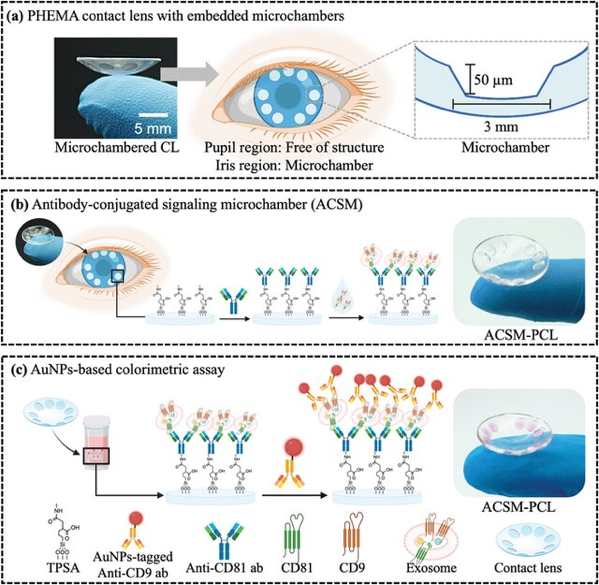 (a) PHEMA contact lens with embedded microchambers
5 mm
Microchambered CL
Pupil region: Free of structure
Iris region: Microchamber
50 µm
3 mm
Microchamber
(b) Antibody-conjugated signaling microchamber (ACSM)
ACSM-PCL
(c) AuNPs-based colorimetric assay
ACSM-PCL
TPSA
AuNPs-tagged
Anti-CD9 ab
Anti-CD81 ab
CD81
CD9
Exosome
Contact lens